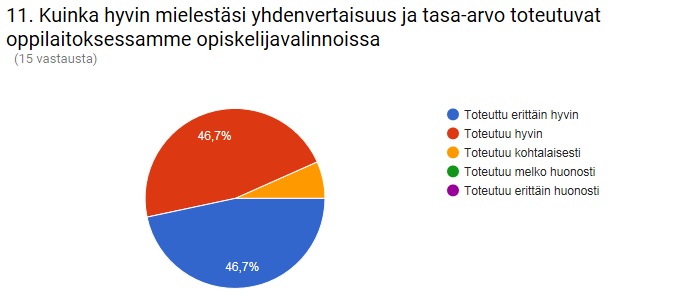 11. Kuinka hyvin mielestäsi yhdenvertaisuus ja tasa-arvo toteutuvat
oppilaitoksessamme opiskelijavalinnoissa
(15 vastausta)
46,7%
46,7%
Toteuttu erittäin hyvin
Toteutuu hyvin
Toteutuu kohtalaisesti
Toteutuu melko huonosti
Toteutuu erittäin huonosti